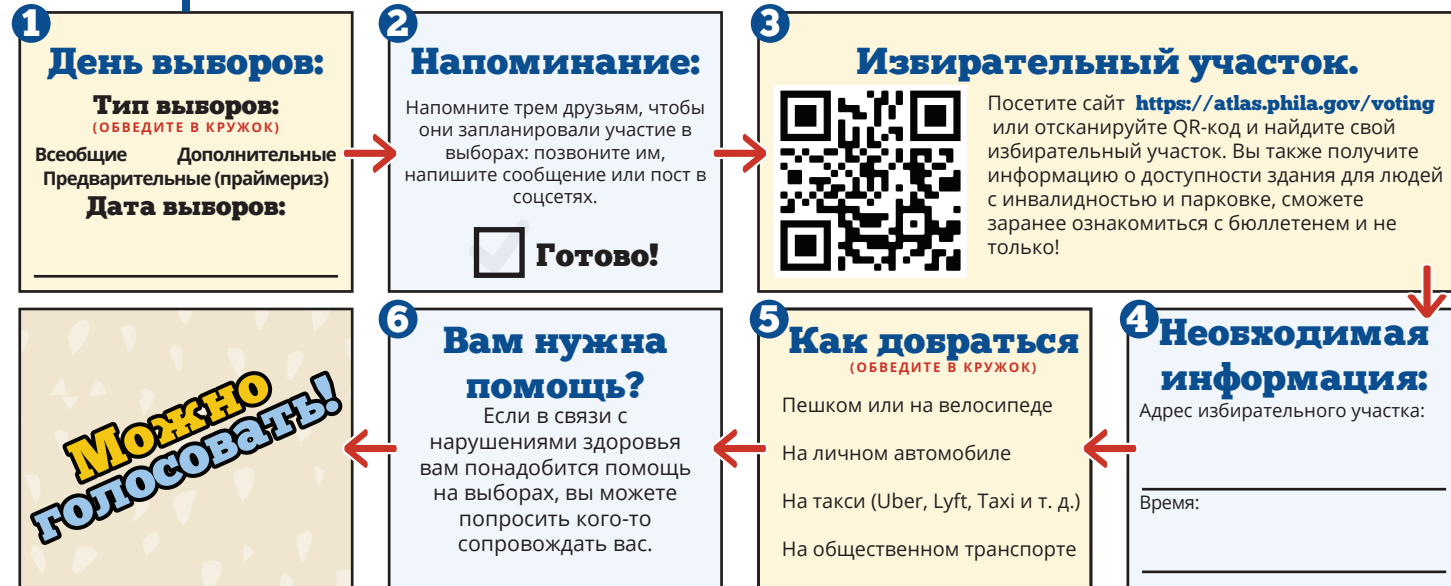 1
День выборов:
Тип выборов:
(ОБВЕДИТЕ В КРУЖОК)
Всеобщие Дополнительные
Предварительные (праймериз)
Дата выборов:
2
Напоминание:
Напомните трем друзьям, чтобы
они запланировали участие в
выборах: позвоните им,
напишите сообщение или пост в
соцсетях.
Готово!
3
Избирательный участок.
Посетите сайт https://atlas.phila.gov/voting
или отсканируйте QR-код и найдите свой
избирательный участок. Вы также получите
информацию о доступности здания для людей
с инвалидностью и парковке, сможете
заранее ознакомиться с бюллетенем и не
только!
4
Необходимая
информация:
Адрес избирательного участка:
Время:
5
Как добраться
(ОБВЕДИТЕ В КРУЖОК)
Пешком или на велосипеде
На личном автомобиле
На такси (Uber, Lyft, Taxi и т. д.)
На общественном транспорте
6
Вам нужна
помощь?
Если в связи с
нарушениями здоровья
вам понадобится помощь
на выборах, вы можете
попросить кого-то
сопровождать вас.
Можно
голосовать!